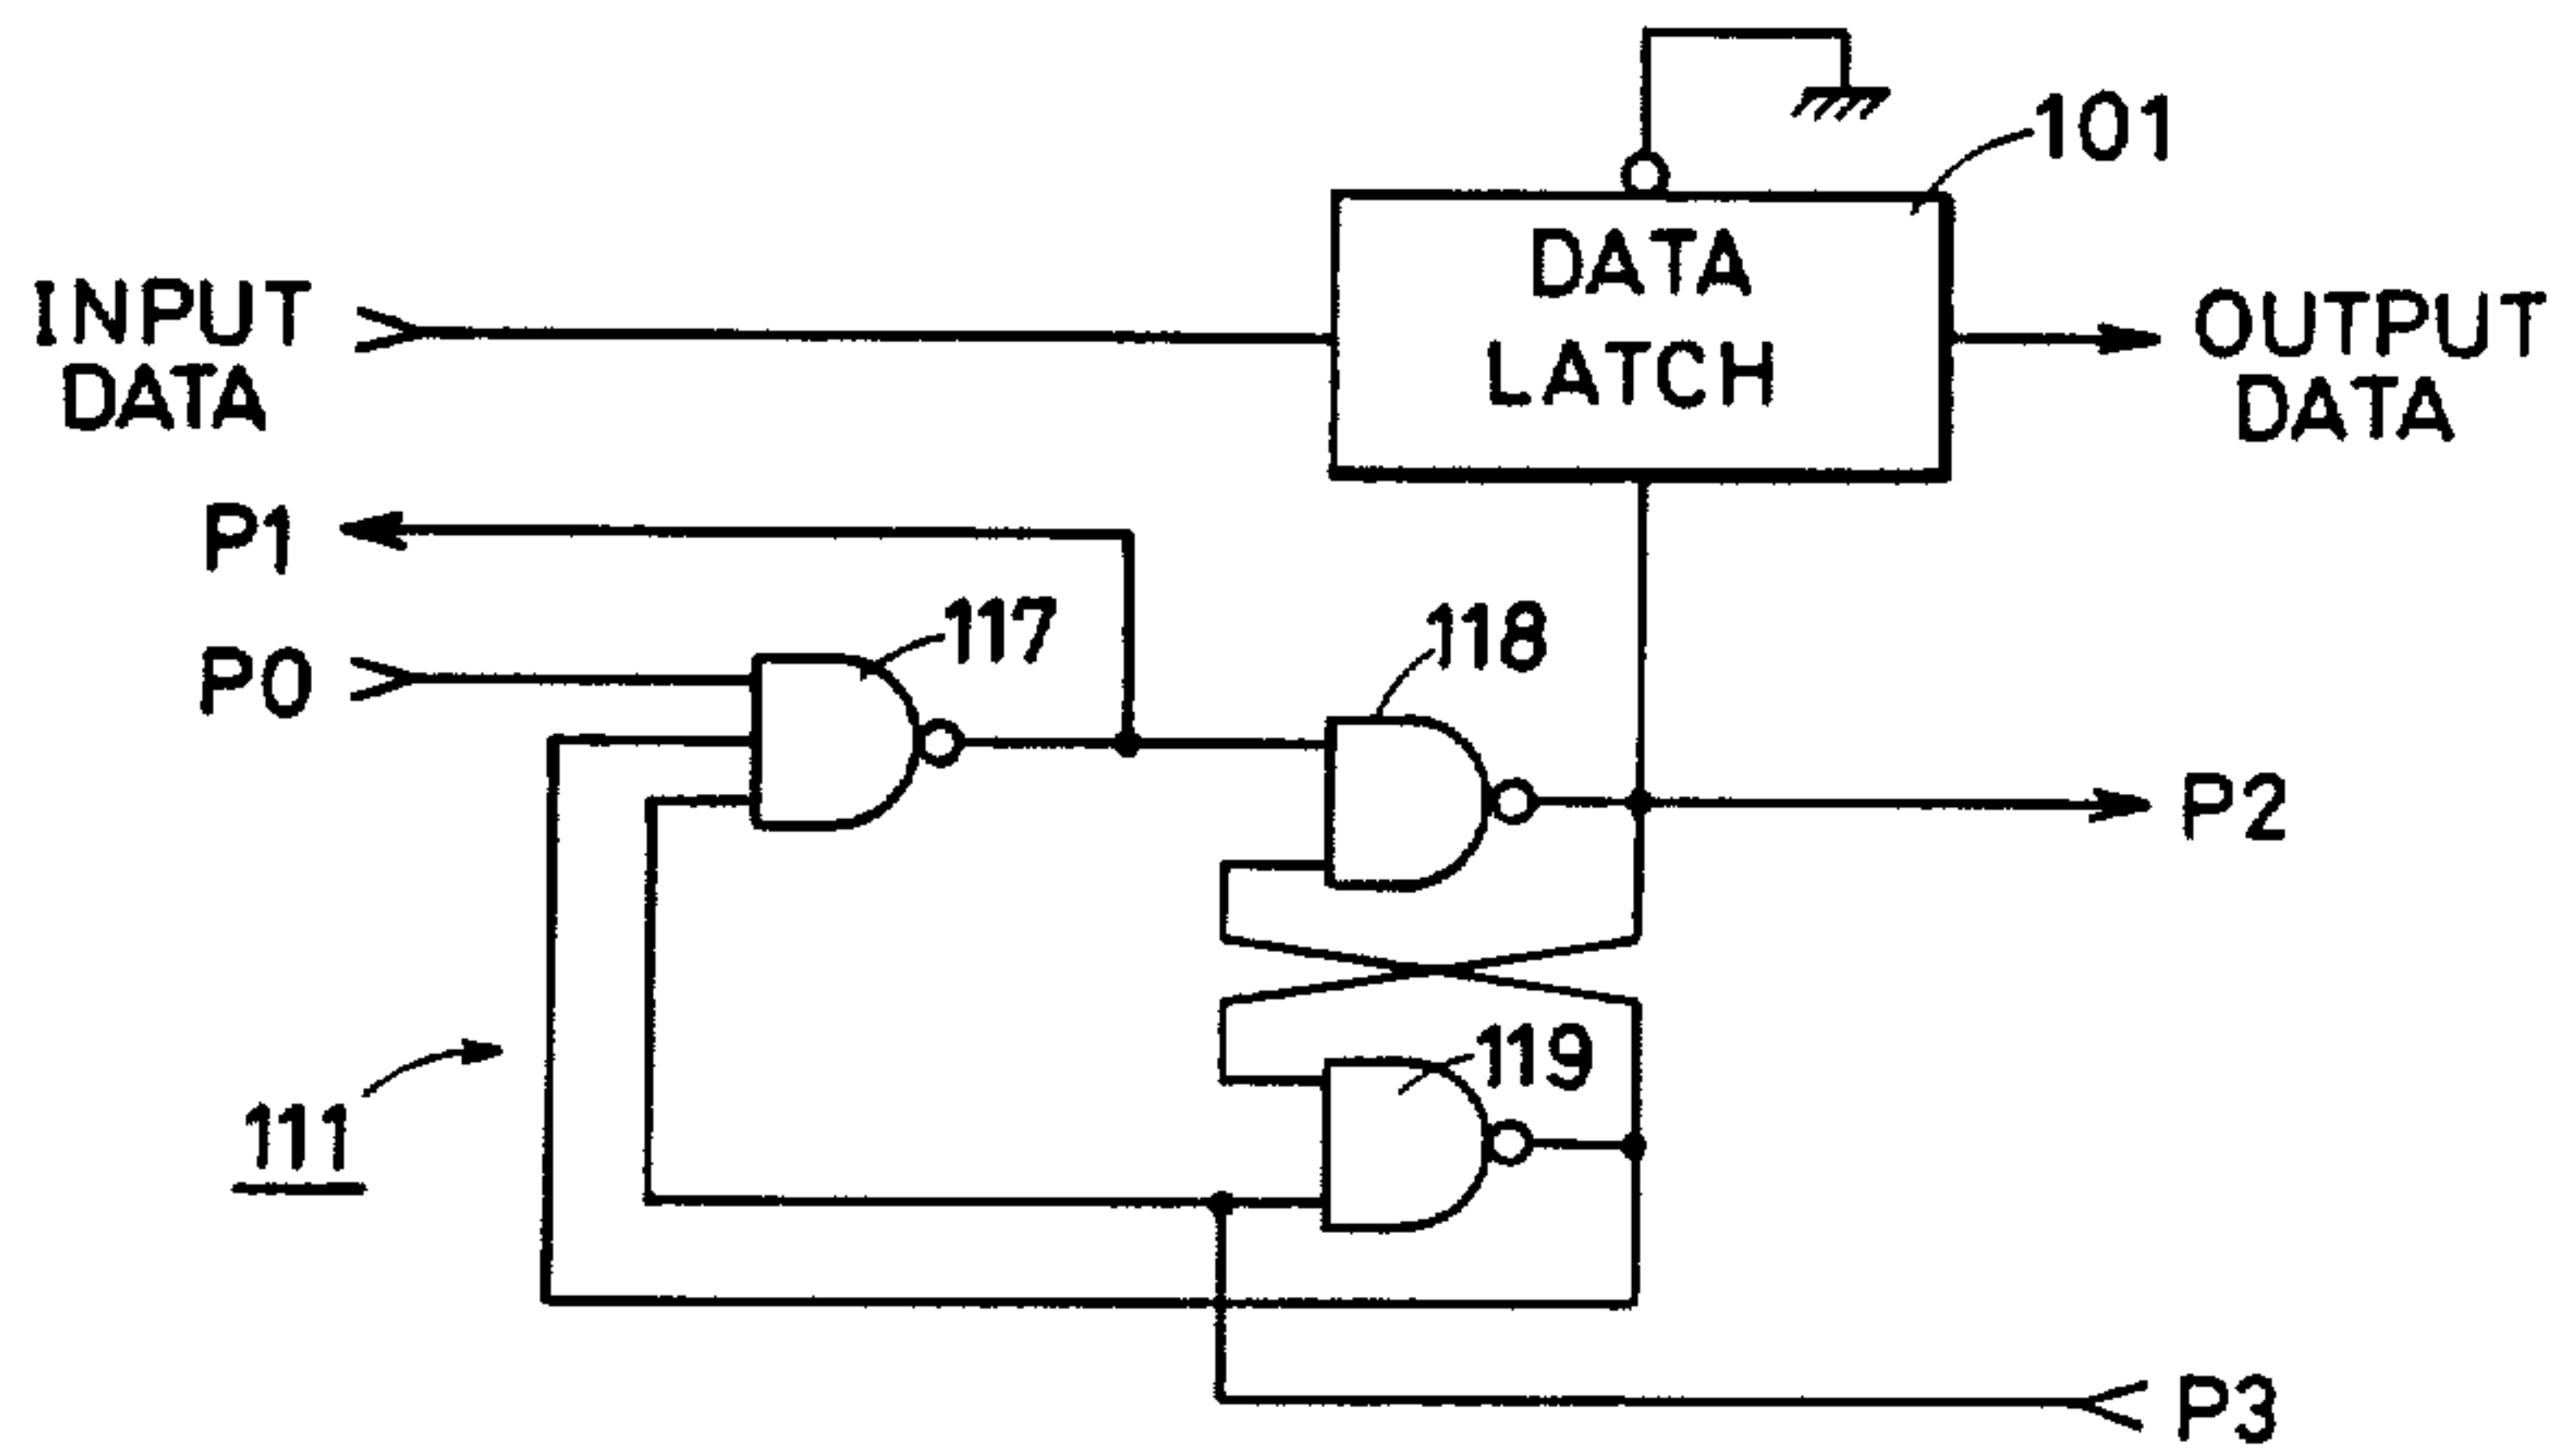 101
INPUT
DATA
DATA
LATCH
OUTPUT
DATA
P1
117
118
P0
P2
119
111
P3